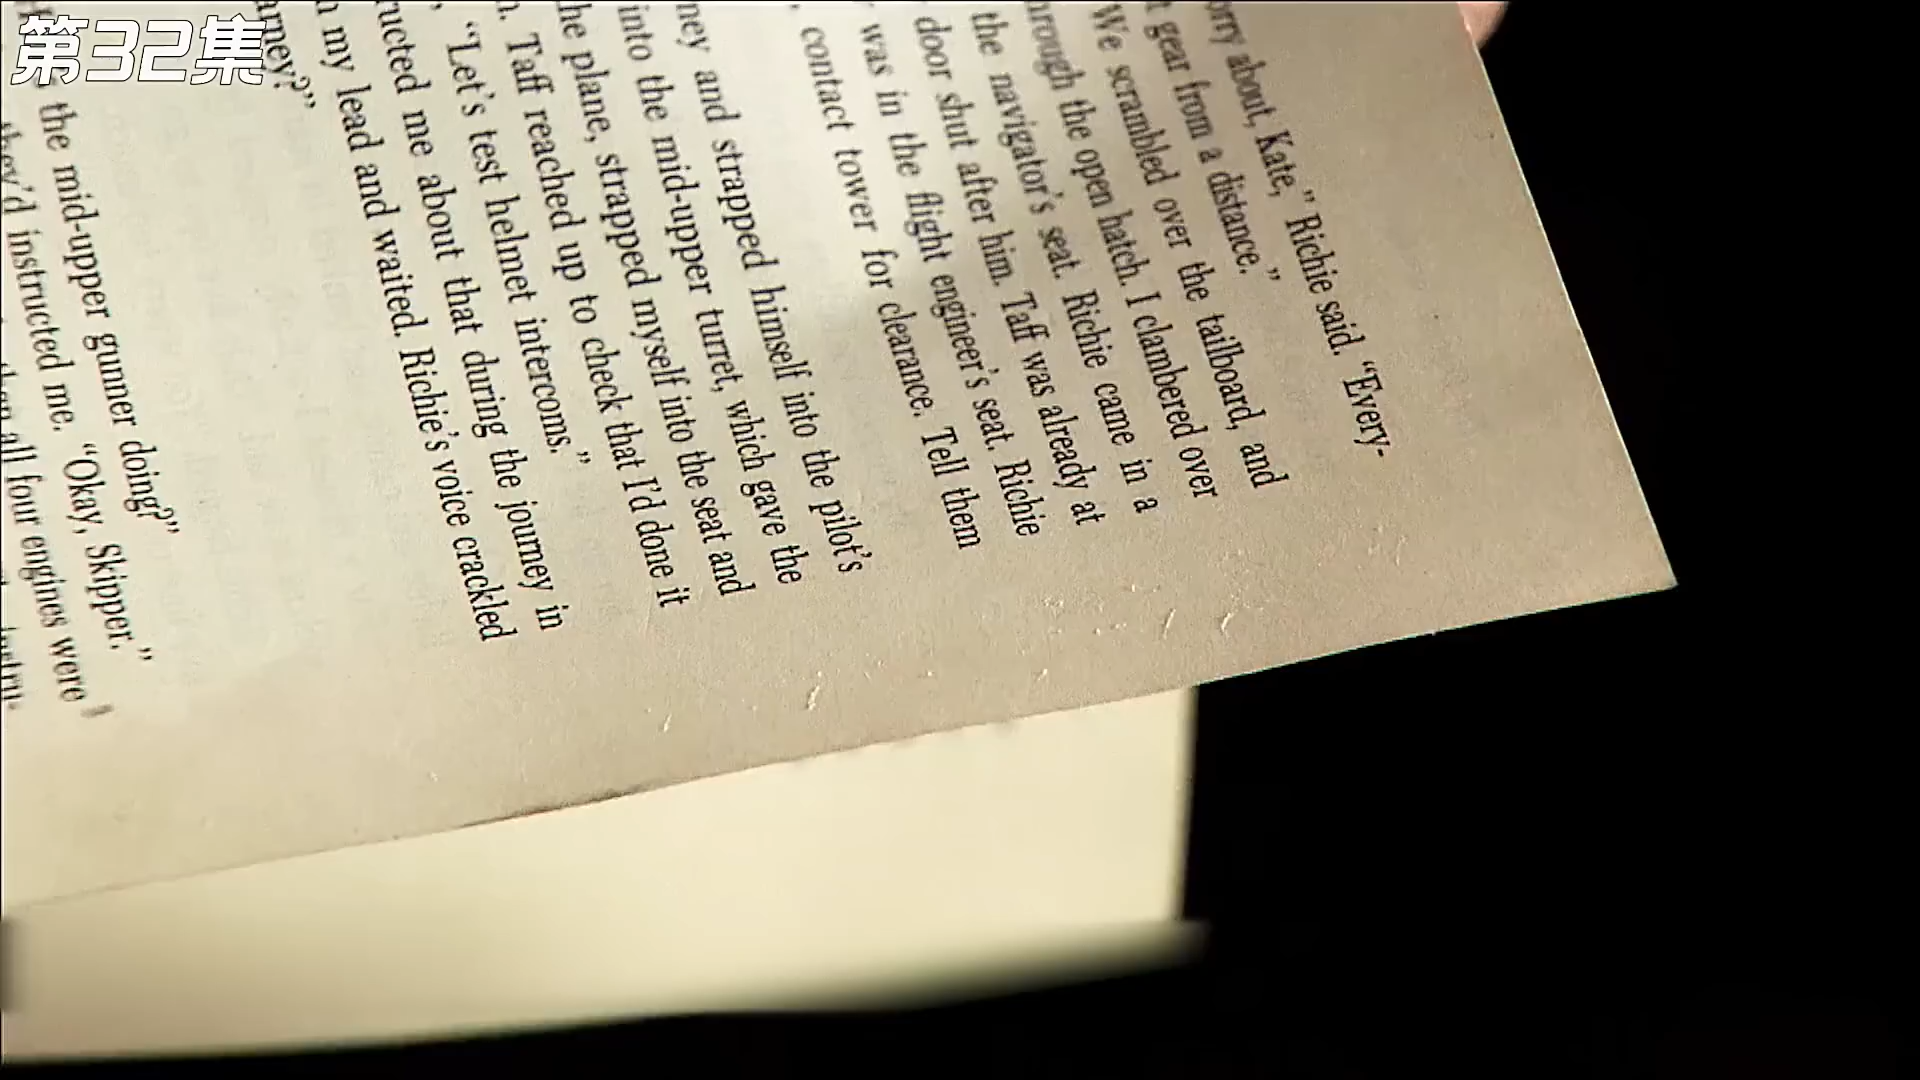 第32集
orry about, Kate,” Richie said. “Every-
gear from a distance.”
We scrambled over the tailboard, and
through the open hatch. I clambered over
the navigator's seat. Richie came in a
door shut after him. Taff was already at
was in the flight engineer's seat. Richie
, contact tower for clearance. Tell them
ney and strapped himself into the pilot's
into the mid-upper turret, which gave the
he plane, strapped myself into the seat and
. Taff reached up to check that I'd done it
“Let's test helmet intercoms.”
ructed me about that during the journey in
my lead and waited. Richie's voice crackled
arney?”
the mid-upper gunner doing?”
they'd instructed me. “Okay, Skipper.”
all four engines were